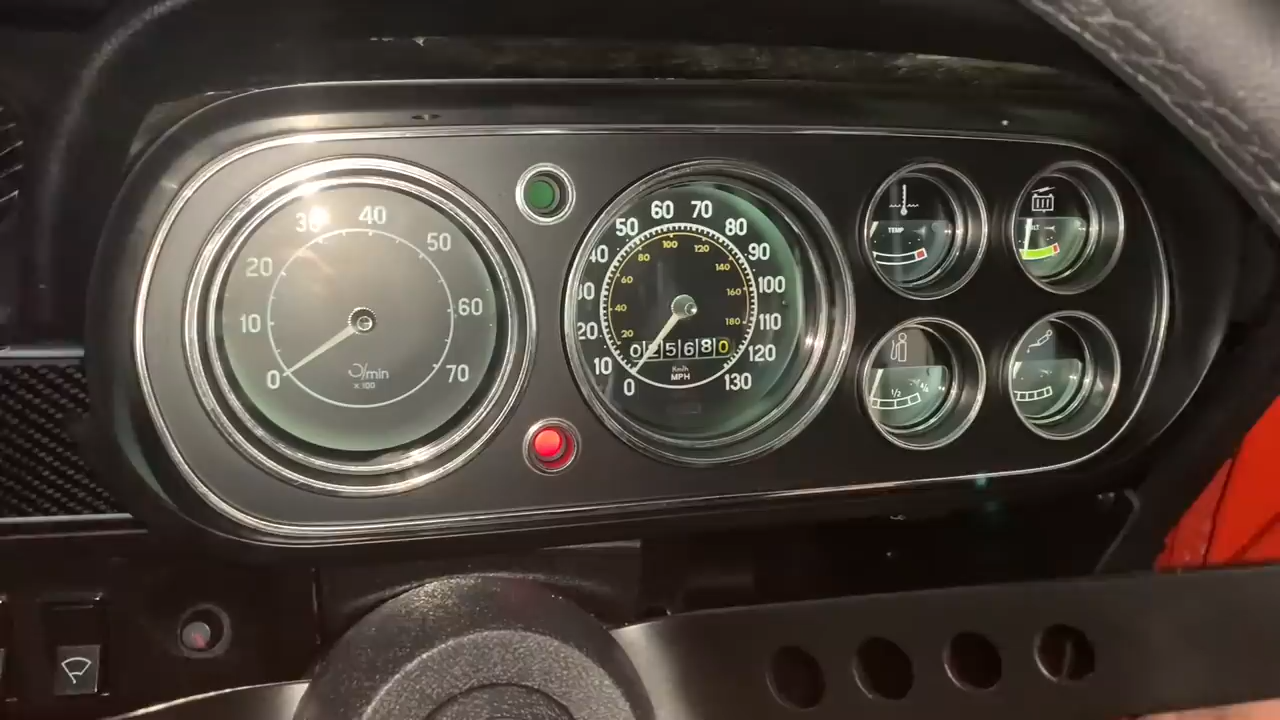 0 10 20 30 40 50 60 70
/min
x 100
0 10 20 30 40 50 60 70 80 90 100 110 120 130
20 40 60 80 100 120 140 160 180
025680
Km/h
MPH
TEMP
1/2